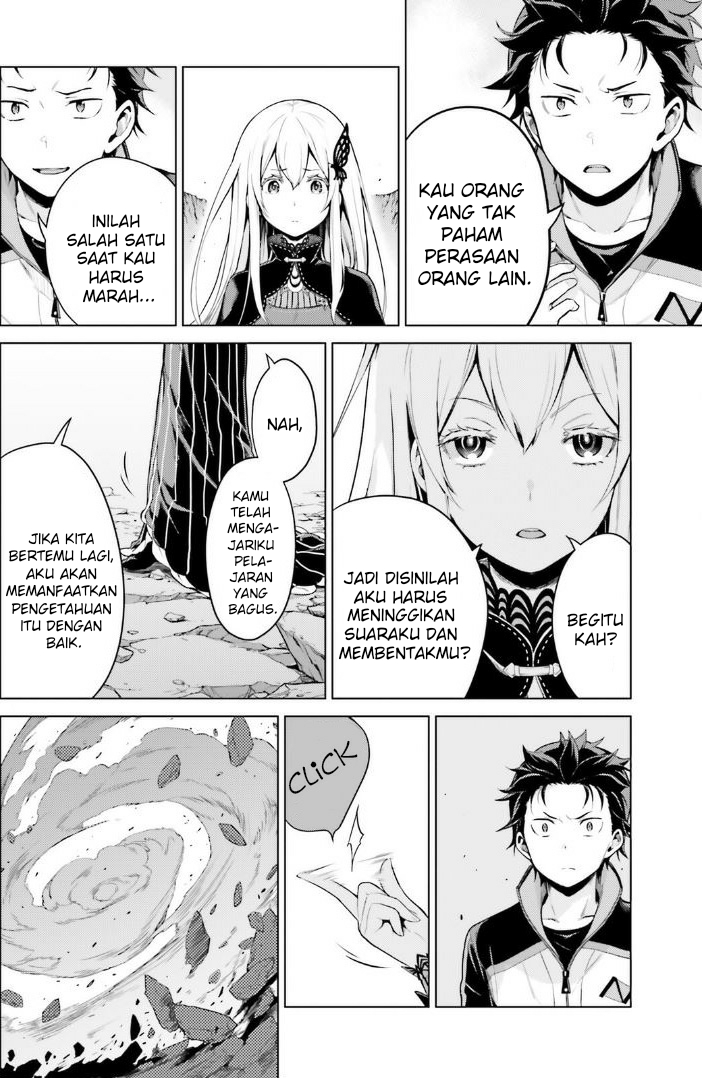 KAU ORANG
YANG TAK
PAHAM
PERASAAN
ORANG LAIN.
INILAH
SALAH SATU
SAAT KAU
HARUS
MARAH...
BEGITU
KAH?
JADI DISINILAH
AKU HARUS
MENINGGIKAN
SUARAKU DAN
MEMBENTAKMU?
NAH,
KAMU
TELAH
MENGA-
JARIKU
PELA-
JARAN
YANG
BAGUS.
JIKA KITA
BERTEMU LAGI,
AKU AKAN
MEMANFAATKAN
PENGETAHUAN
ITU DENGAN
BAIK.
CLICK